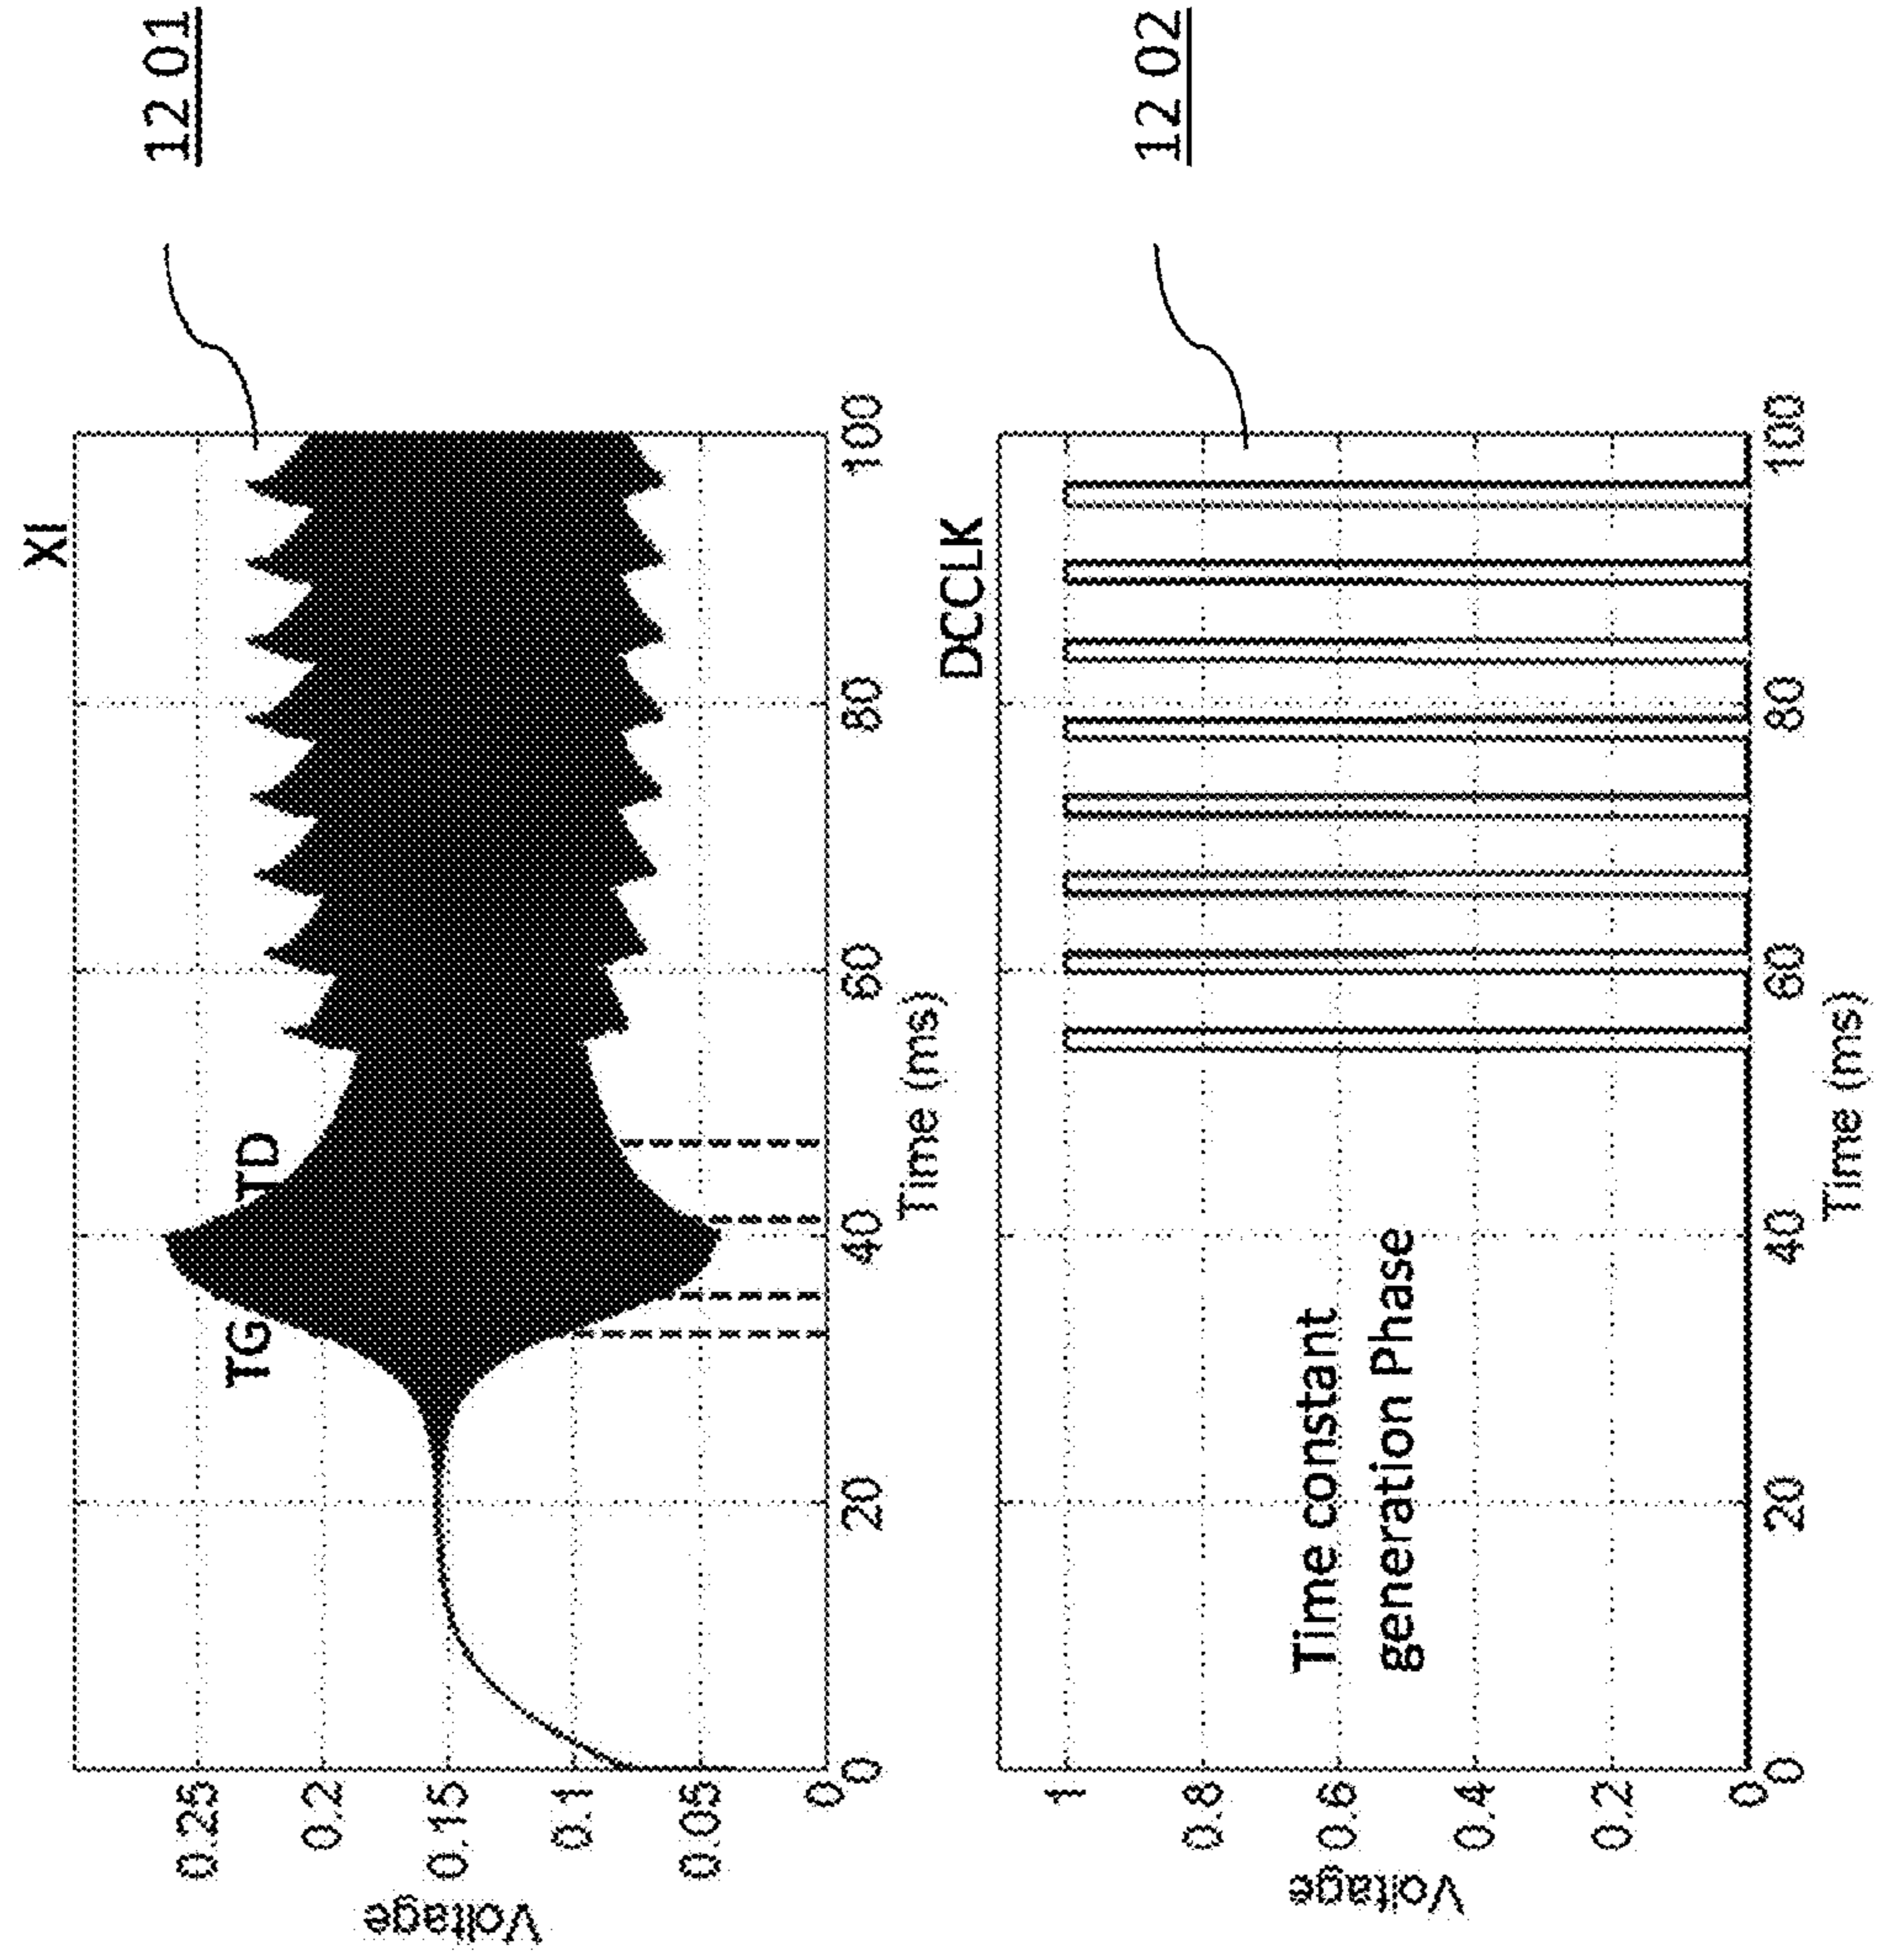 XI
12 01
0.25
0.2
0.15
0.1
0.05
0
Voltage
TG
TD
0
20
40
60
80
100
Time (ms)
DCCLK
12 02
1
0.8
0.6
0.4
0.2
0
Voltage
Time constant
generation Phase
0
20
40
60
80
100
Time (ms)